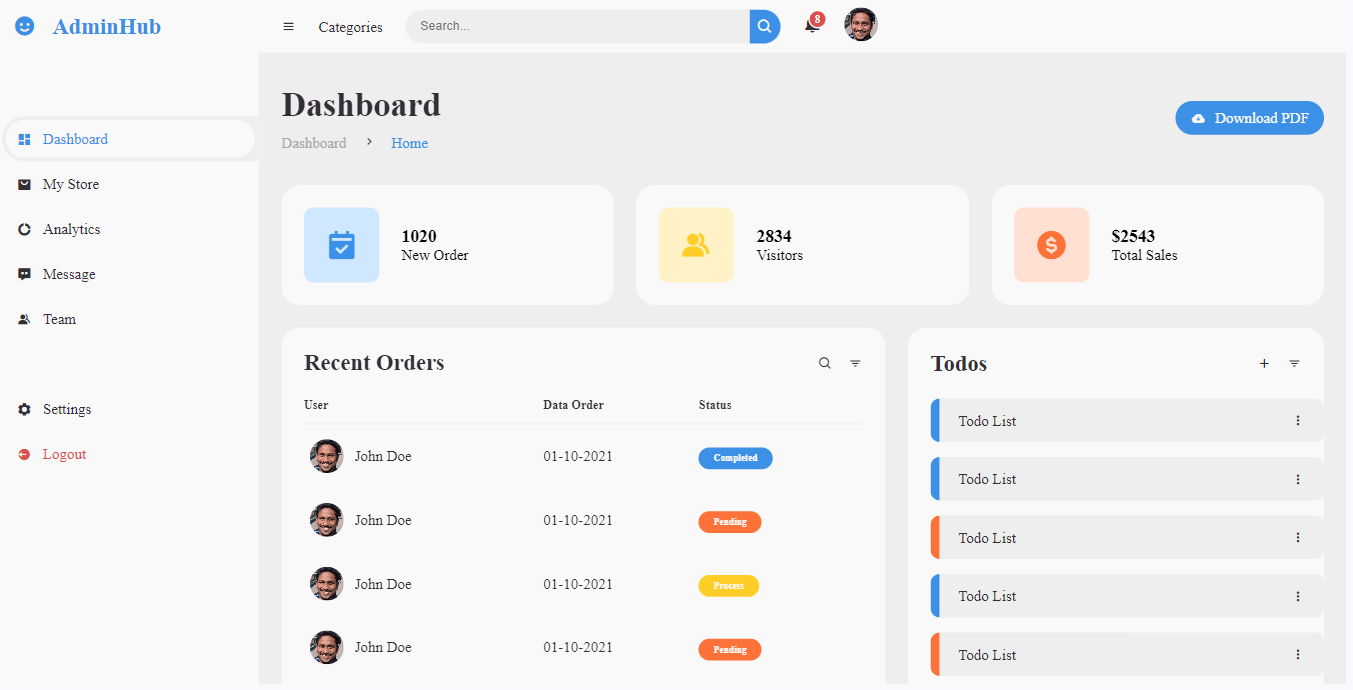 AdminHub
Categories
Search...
8
Dashboard
My Store
Analytics
Message
Team
Settings
Logout
Dashboard
Dashboard
Home
Download PDF
1020
New Order
2834
Visitors
$2543
Total Sales
Recent Orders
User Data Order Status
John Doe 01-10-2021 Completed
John Doe 01-10-2021 Pending
John Doe 01-10-2021 Process
John Doe 01-10-2021 Pending
Todos
Todo List
Todo List
Todo List
Todo List
Todo List